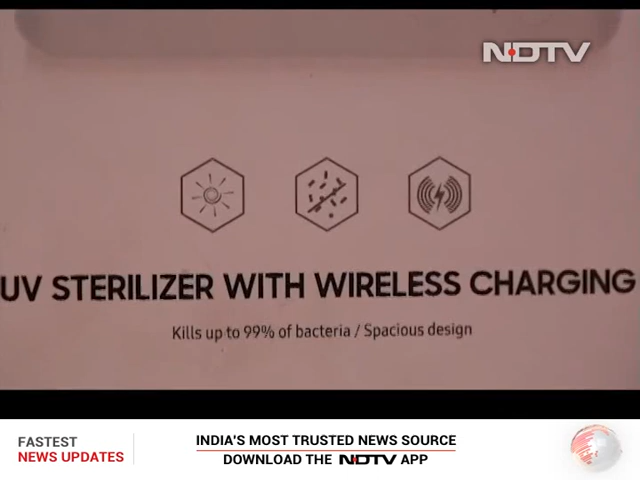 NDTV
UV STERILIZER WITH WIRELESS CHARGING
Kills up to 99% of bacteria / Spacious design
FASTEST
NEWS UPDATES
INDIA'S MOST TRUSTED NEWS SOURCE
DOWNLOAD THE NDTV APP